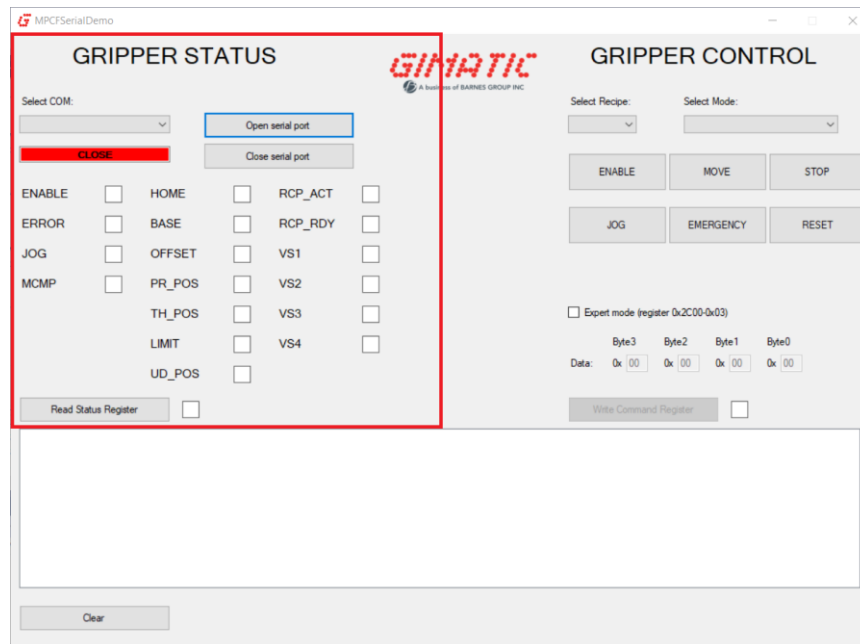 MPCFSerialDemo
GRIPPER STATUS
GIMATIC
A business of BARNES GROUP INC
GRIPPER CONTROL
Select COM:
Select Recipe:
Select Mode:
Open serial port
CLOSE
Close serial port
ENABLE
MOVE
STOP
ENABLE
HOME
RCP_ACT
ERROR
BASE
RCP_RDY
JOG
EMERGENCY
RESET
JOG
OFFSET
VS1
MCMP
PR_POS
VS2
TH_POS
VS3
Expert mode (register 0x2C00-0x03)
LIMIT
VS4
Byte3
Byte2
Byte1
Byte0
Data:
0x 00
0x 00
0x 00
0x 00
UD_POS
Read Status Register
Write Command Register
Clear